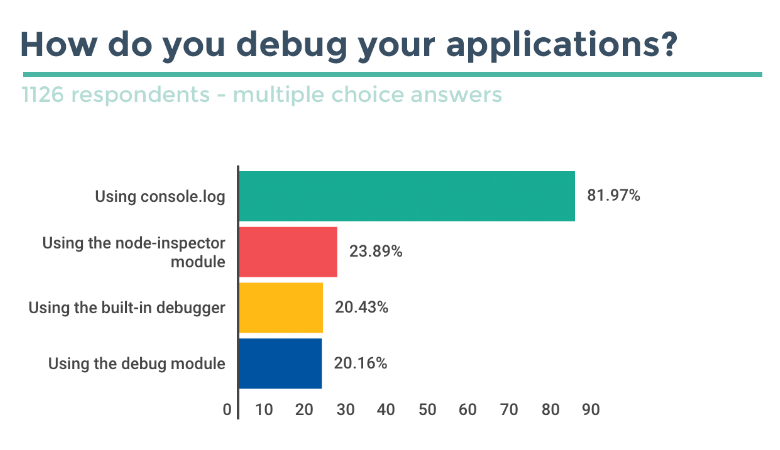 How do you debug your applications?
1126 respondents - multiple choice answers
Using console.log
81.97%
Using the node-inspector
module
23.89%
Using the built-in debugger
20.43%
Using the debug module
20.16%
0 10 20 30 40 50 60 70 80 90